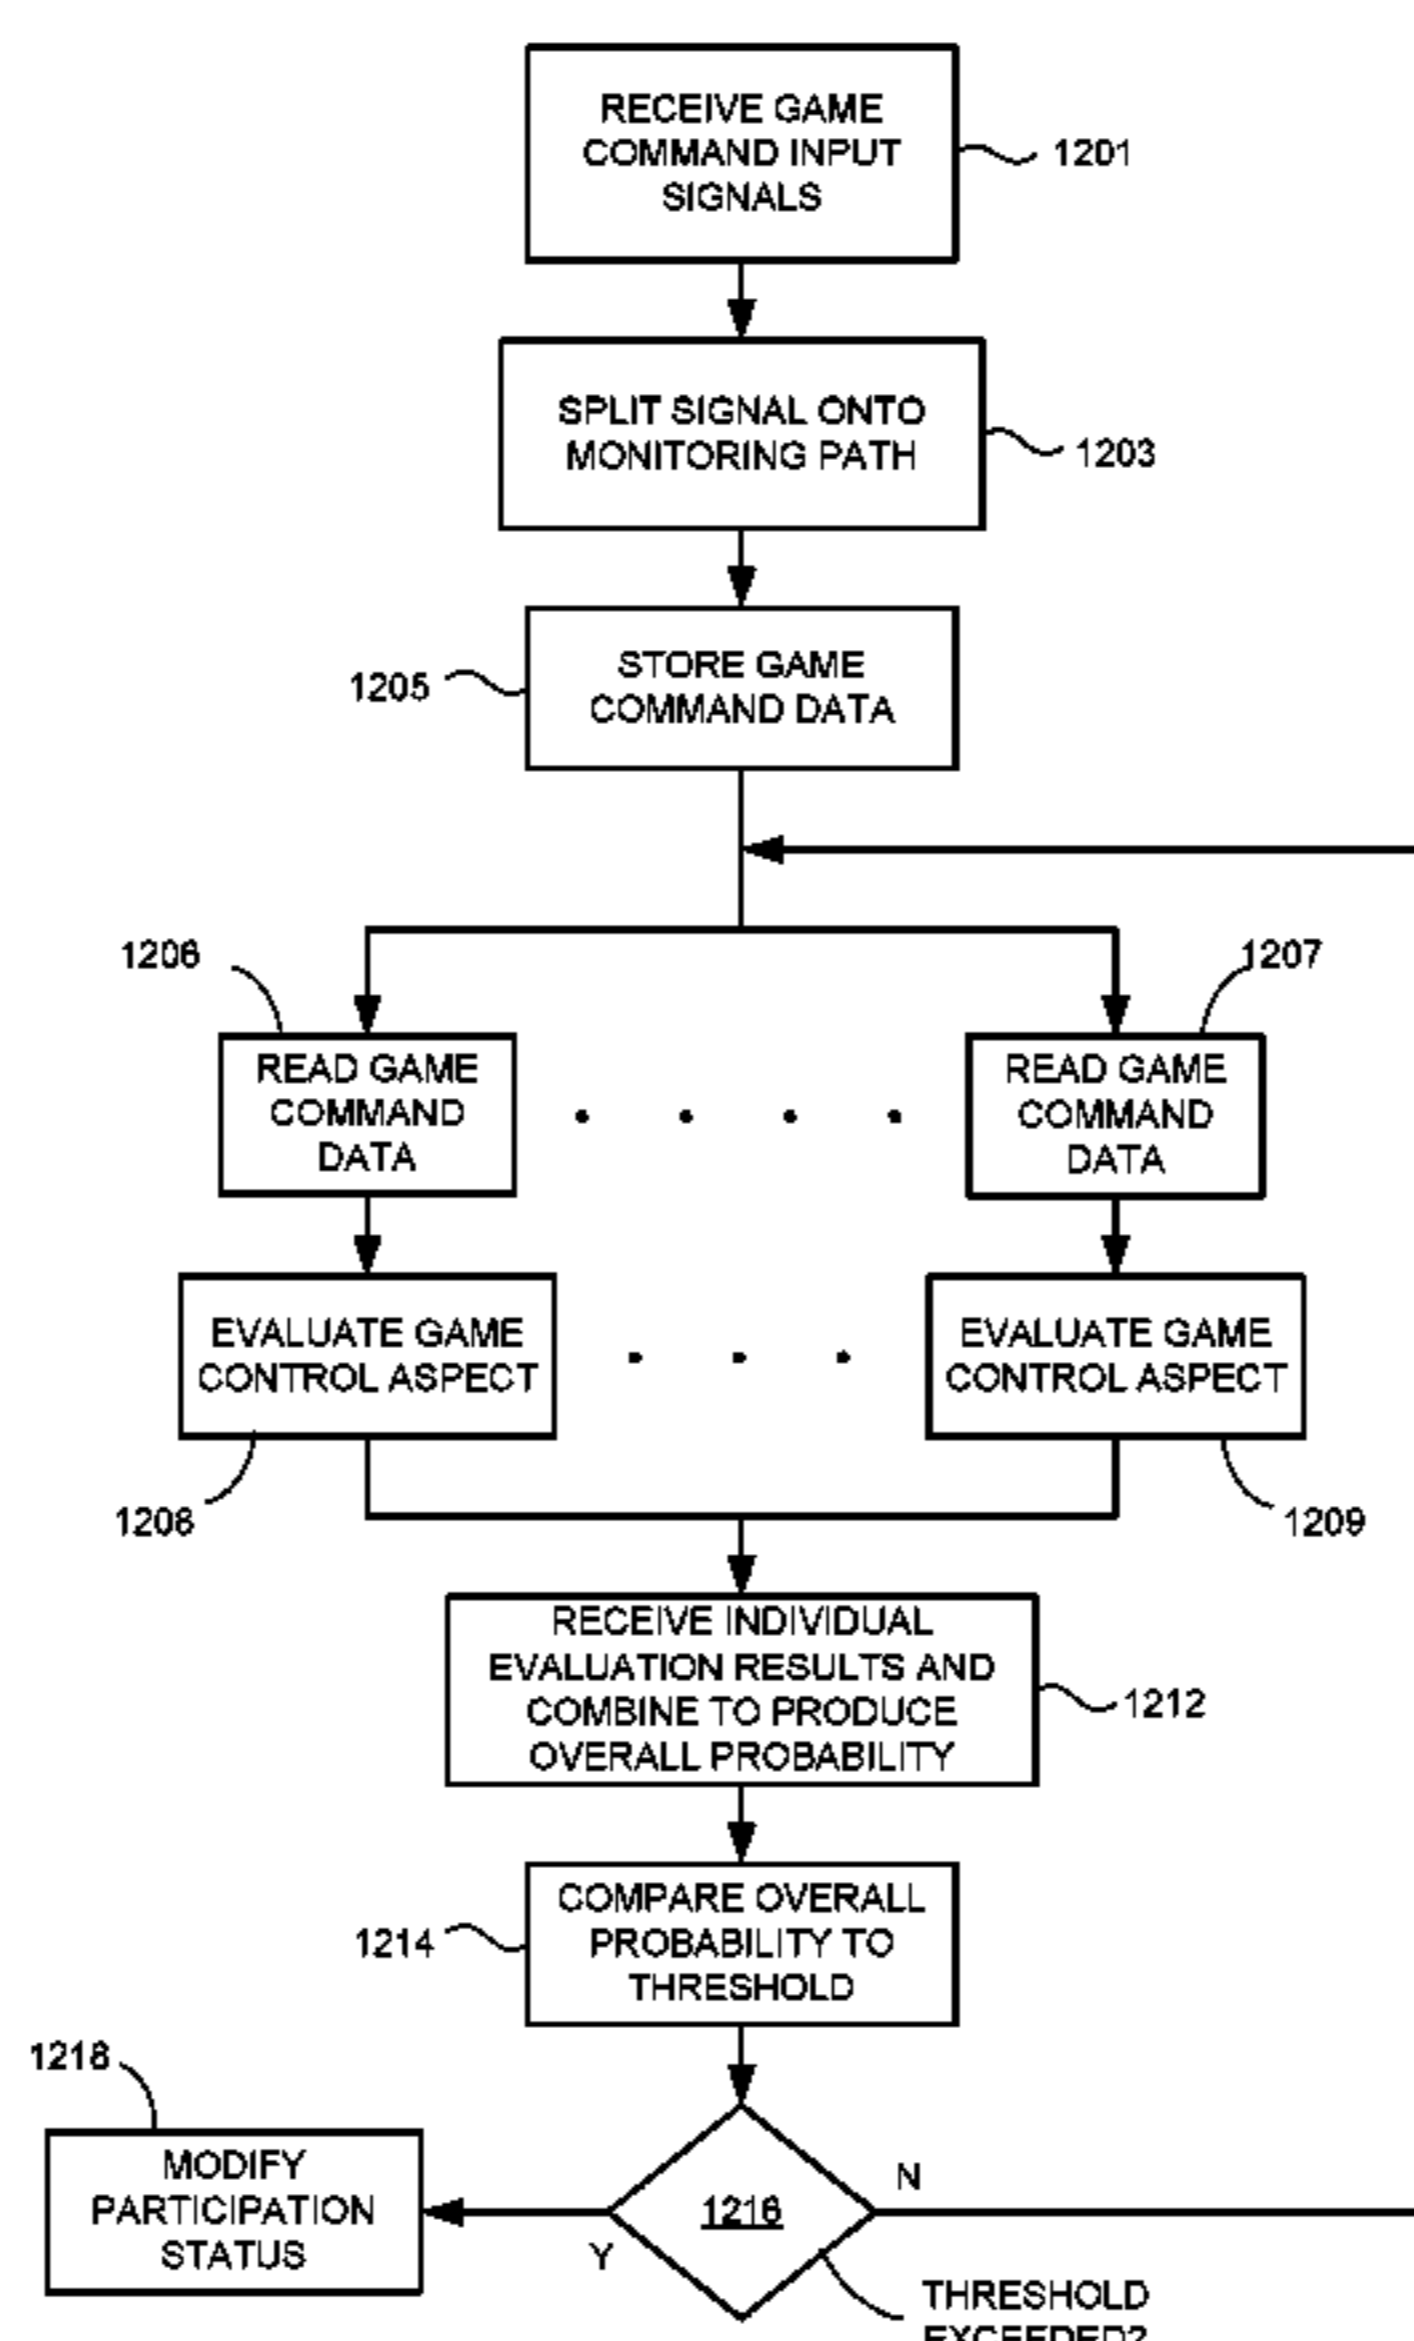 RECEIVE GAME
COMMAND INPUT
SIGNALS
1201
SPLIT SIGNAL ONTO
MONITORING PATH
1203
STORE GAME
COMMAND DATA
1205
1206
1207
READ GAME
COMMAND
DATA
READ GAME
COMMAND
DATA
EVALUATE GAME
CONTROL ASPECT
EVALUATE GAME
CONTROL ASPECT
1208
1209
RECEIVE INDIVIDUAL
EVALUATION RESULTS AND
COMBINE TO PRODUCE
OVERALL PROBABILITY
1212
COMPARE OVERALL
PROBABILITY TO
THRESHOLD
1214
1218
MODIFY
PARTICIPATION
STATUS
Y
1216
N
THRESHOLD
EXCEEDED?